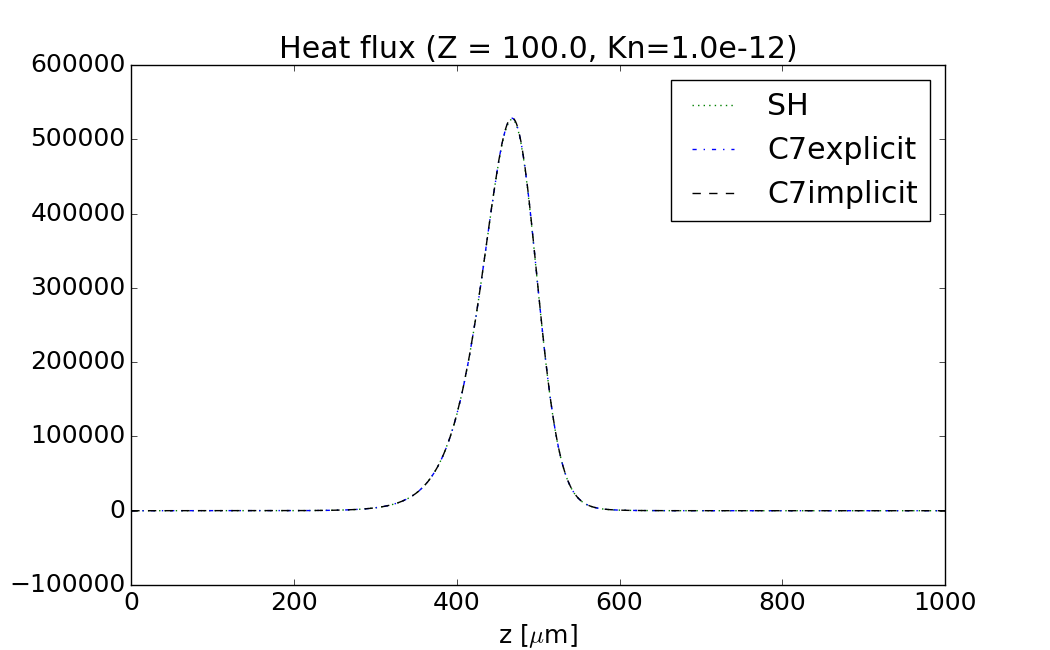 Heat flux (Z = 100.0, Kn=1.0e-12)
600000
500000
400000
300000
200000
100000
0
−100000
SH
C7explicit
C7implicit
0 200 400 600 800 1000
z [μm]